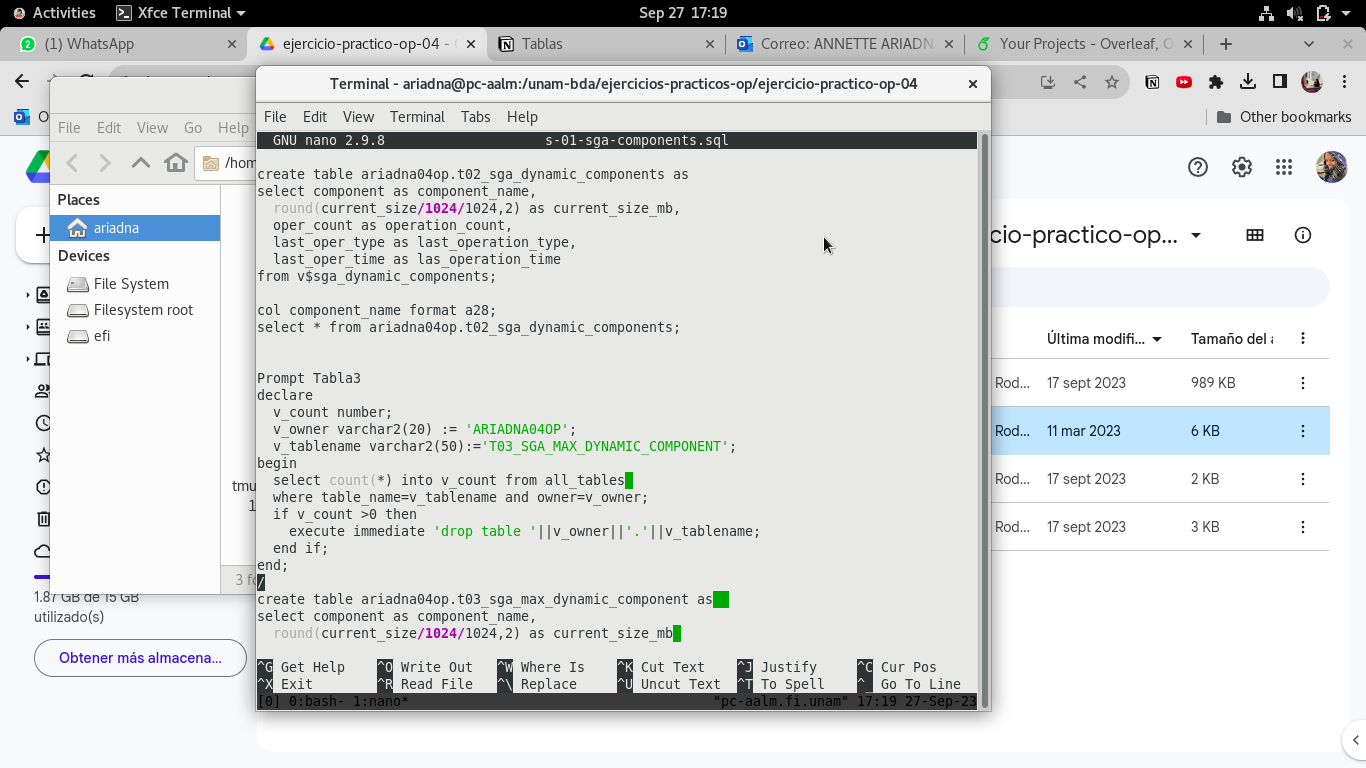 Activities
Xfce Terminal
Sep 27 17:19
(1) WhatsApp
ejercicio-practico-op-04 -
Tablas
Correo: ANNETTE ARIADN
Your Projects - Overleaf, O
Other bookmarks
Terminal - ariadna@pc-aalm:/unam-bda/ejercicios-practicos-op/ejercicio-practico-op-04
File Edit View Terminal Tabs Help
GNU nano 2.9.8 s-01-sga-components.sql
create table ariadna04op.t02_sga_dynamic_componnts as
select component as component_name,
round(current_size/1024/1024,2) as current_size_mb,
oper_count as operation_count,
last_oper_type as last_operation_type,
last_oper_time as las_operation_time
from v$sga_dynamic_components;
col component_name format a28;
select * from ariadna04op.t02_sga_dynamic_components;
Prompt Tabla3
declare
v_count number;
v_owner varchar2(20) := 'ARIADNA04OP';
v_tablename varchar2(50):='T03_SGA_MAX_DYNAMIC_COMPONENT';
begin
select count(*) into v_count from all_tables
where table_name=v_tablename and owner=v_owner;
if v_count >0 then
execute immediate 'drop table '||v_owner||'.'||v_tablename;
end if;
end;
/
create table ariadna04op.t03_sga_max_dynamic_component as
select component as component_name,
round(current_size/1024/1024,2) as current_size_mb
^G Get Help ^O Write Out ^W Where Is ^K Cut Text ^J Justify ^C Cur Pos
^X Exit ^R Read File ^\ Replace ^U Uncut Text ^T To Spell ^_ Go To Line
[0] 0:bash- 1:nano* "pc-aalm.fi.unam" 17:19 27-Sep-23
File Edit View Go Help
/hom
Places
ariadna
Devices
File System
Filesystem root
efi
tmu
1
3 fo
1.87 GB de 15 GB
utilizado(s)
Obtener más almacena...
cio-practico-op...
Última modifi... Tamaño del a
Rod... 17 sept 2023 989 KB
Rod... 11 mar 2023 6 KB
Rod... 17 sept 2023 2 KB
Rod... 17 sept 2023 3 KB